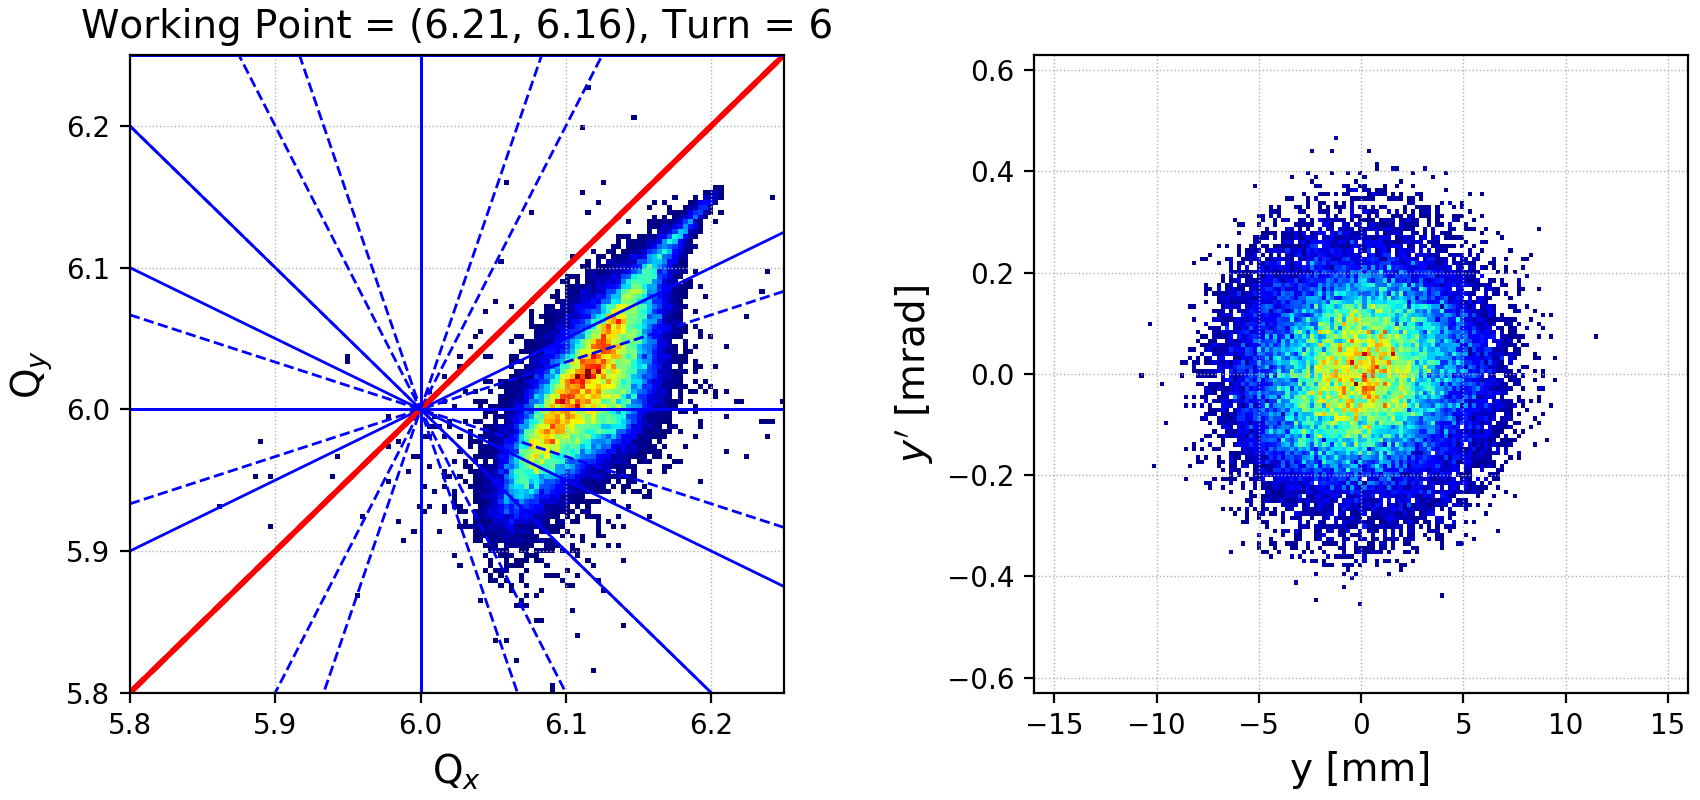 Working Point = (6.21, 6.16), Turn = 6
6.2
6.1
6.0
5.9
5.8
Q_y
5.8 5.9 6.0 6.1 6.2
Q_x
0.6
0.4
0.2
0.0
−0.2
−0.4
−0.6
y′ [mrad]
−15 −10 −5 0 5 10 15
y [mm]